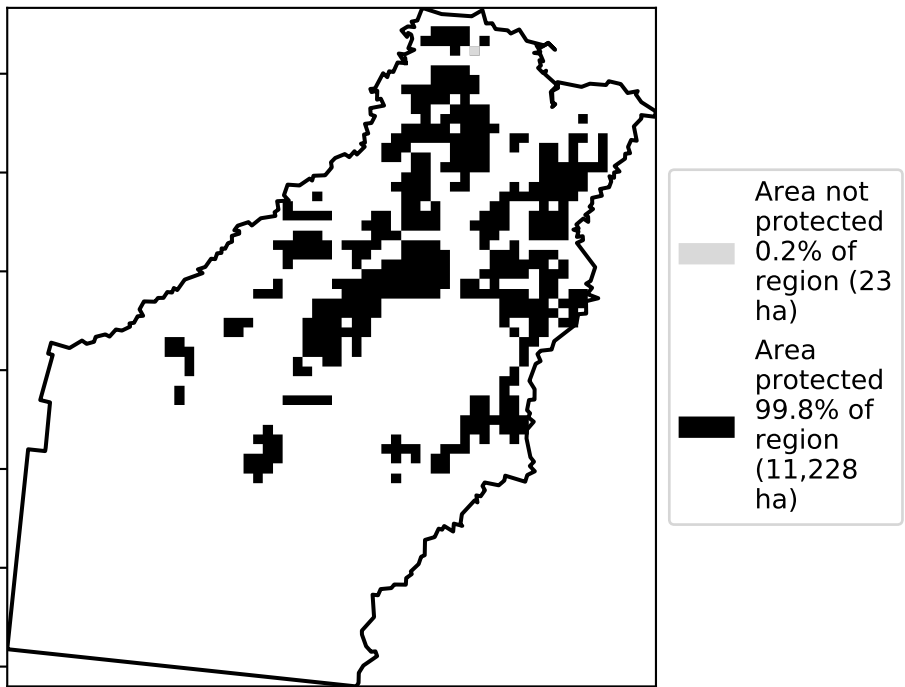 Area not
protected
0.2% of
region (23
ha)
Area
protected
99.8% of
region
(11,228
ha)